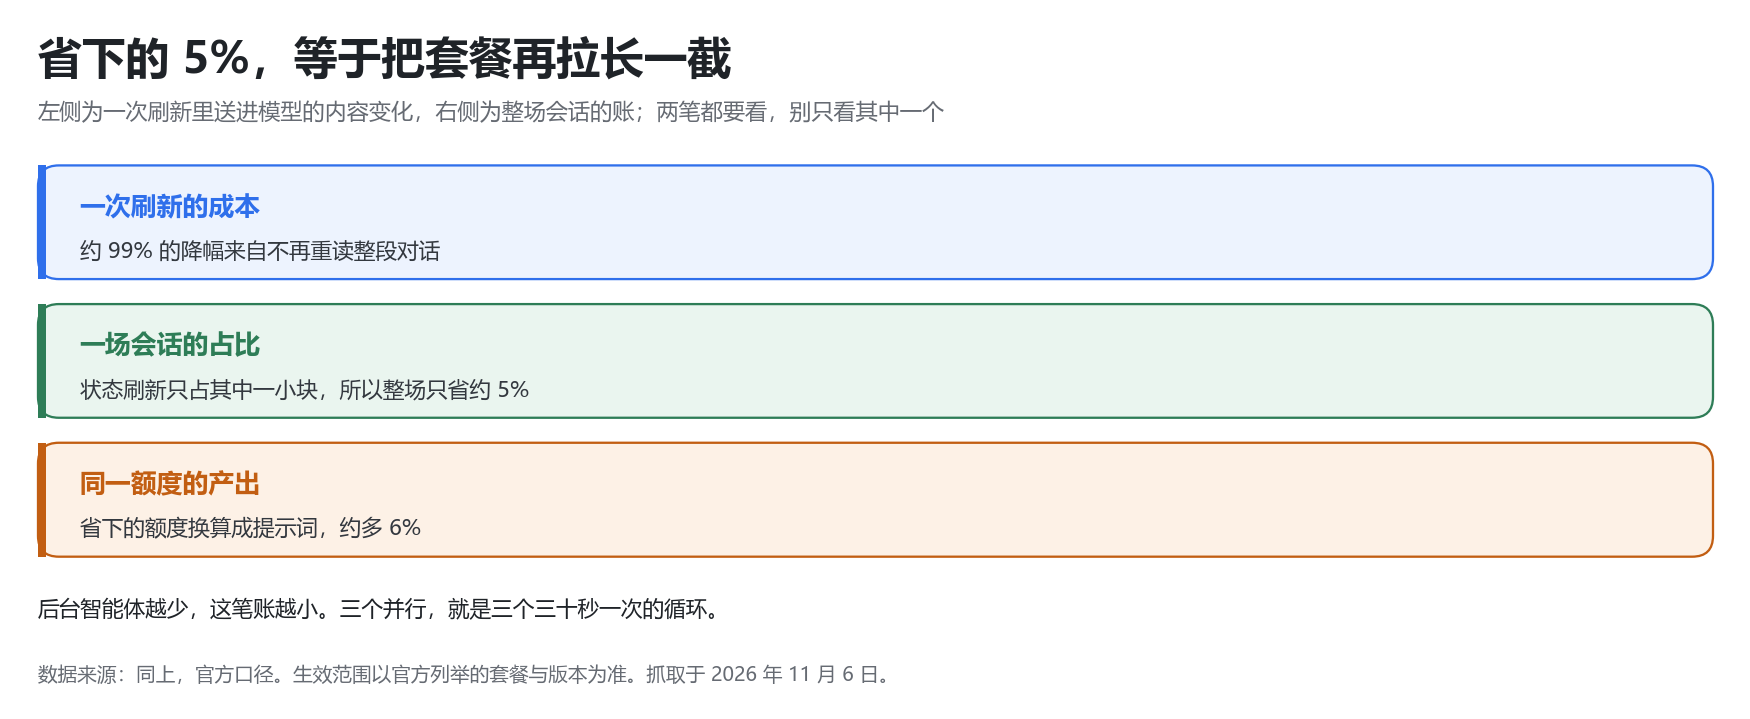 省下的 5%，等于把套餐再拉长一截
左侧为一次刷新里送进模型的内容变化，右侧为整场会话的账；两笔都要看，别只看其中一个
一次刷新的成本
约 99% 的降幅来自不再重读整段对话
一场会话的占比
状态刷新只占其中一小块，所以整场只省约 5%
同一额度的产出
省下的额度换算成提示词，约多 6%
后台智能体越少，这笔账越小。三个并行，就是三个三十秒一次的循环。
数据来源：同上，官方口径。生效范围以官方列举的套餐与版本为准。抓取于 2026 年 11 月 6 日。